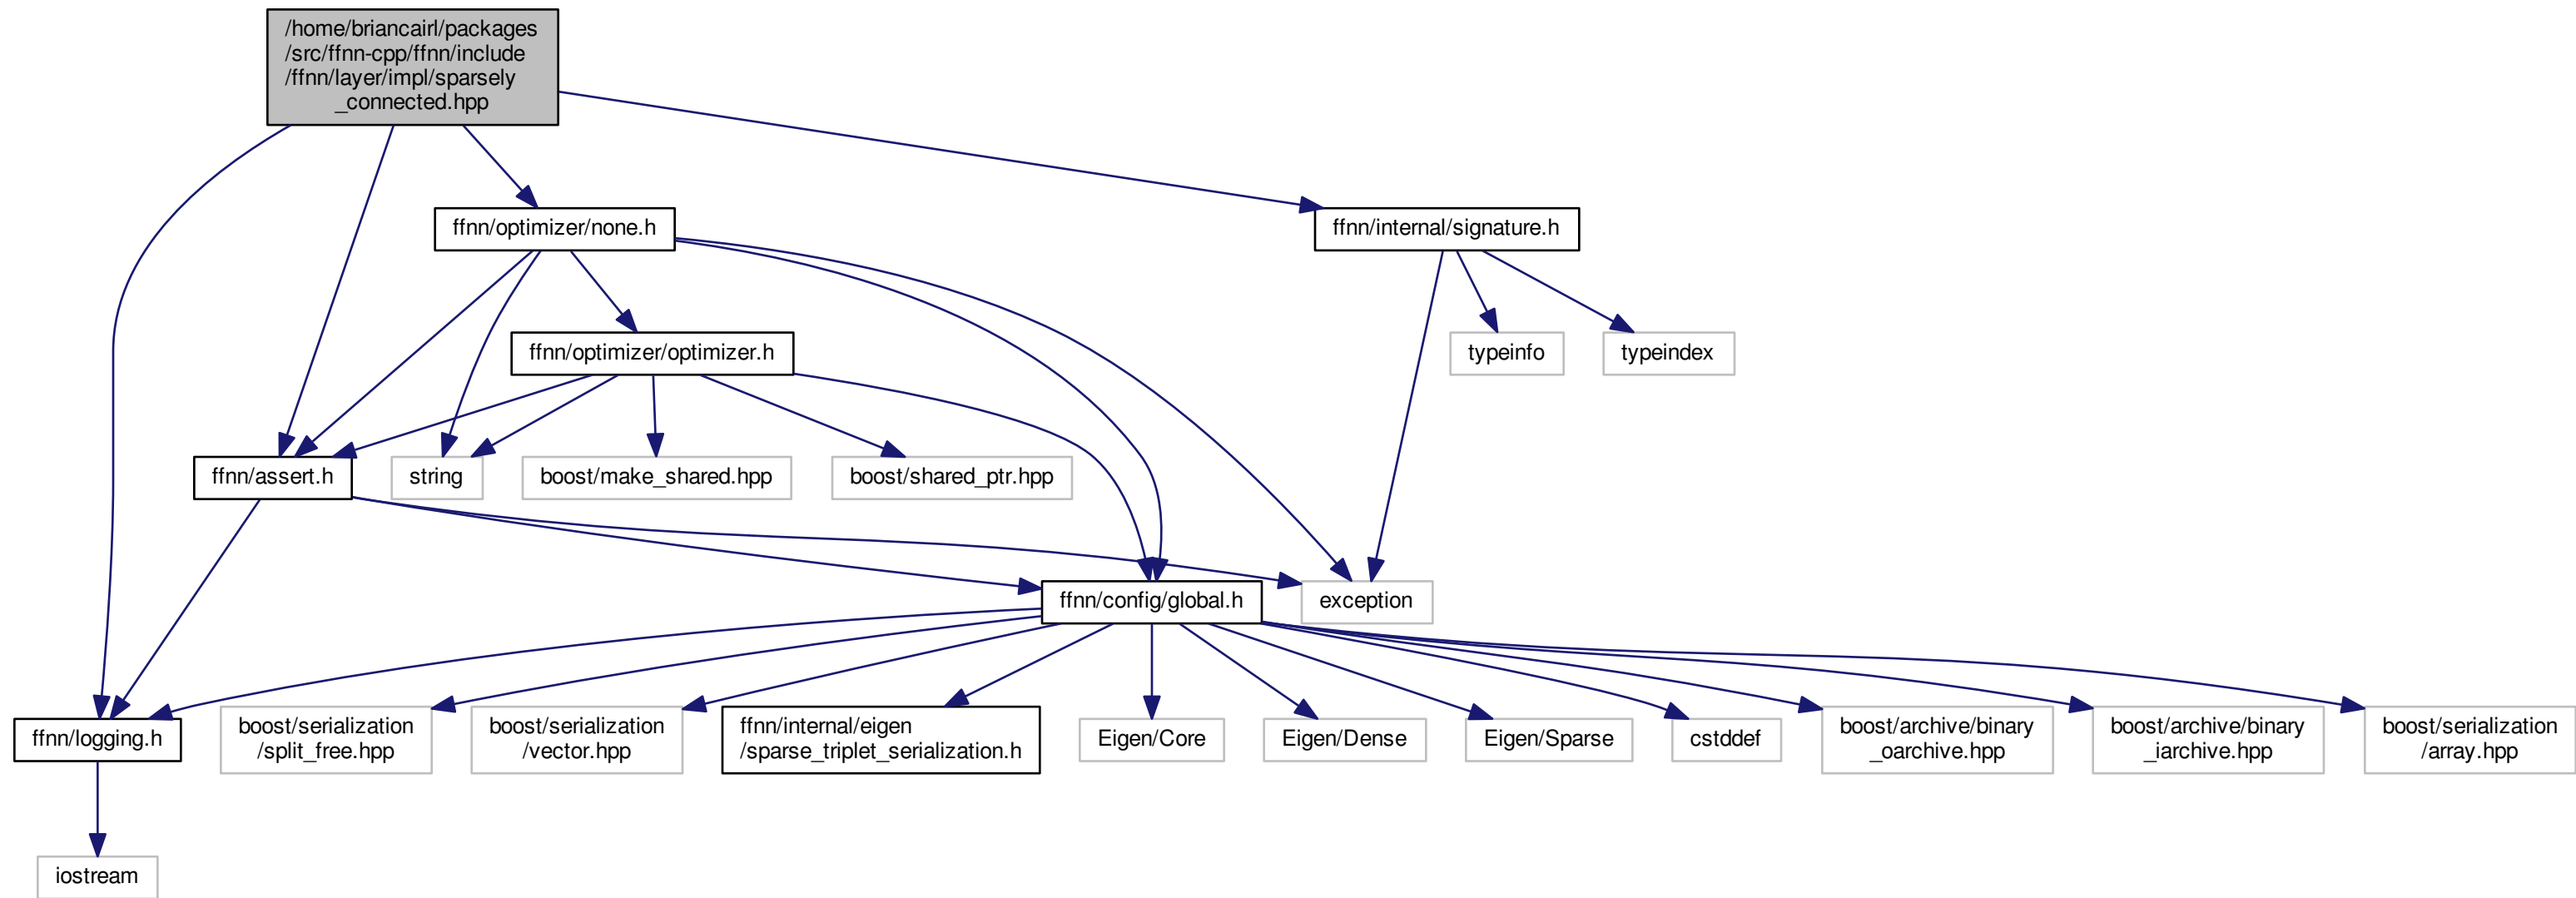 /home/briancairl/packages
/src/ffnn-cpp/ffnn/include
/ffnn/layer/impl/sparsely
_connected.hpp
ffnn/optimizer/none.h
ffnn/internal/signature.h
ffnn/optimizer/optimizer.h
typeinfo
typeindex
ffnn/assert.h
string
boost/make_shared.hpp
boost/shared_ptr.hpp
ffnn/config/global.h
exception
ffnn/logging.h
boost/serialization
/split_free.hpp
boost/serialization
/vector.hpp
ffnn/internal/eigen
/sparse_triplet_serialization.h
Eigen/Core
Eigen/Dense
Eigen/Sparse
cstddef
boost/archive/binary
_oarchive.hpp
boost/archive/binary
_iarchive.hpp
boost/serialization
/array.hpp
iostream